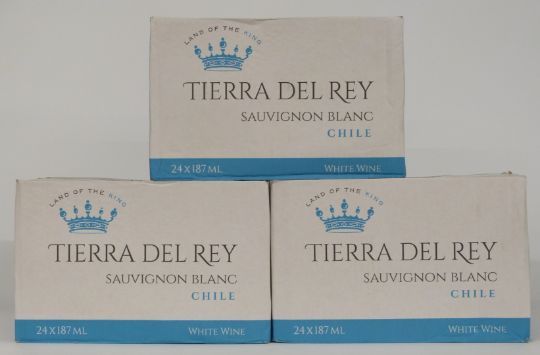 LAND OF THE KING
TIERRA DEL REY
SAUVIGNON BLANC
CHILE
24 X 187 ML WHITE WINE
LAND OF THE KING
TIERRA DEL REY
SAUVIGNON BLANC
CHILE
24 X 187 ML WHITE WINE
LAND OF THE KING
TIERRA DEL REY
SAUVIGNON BLANC
CHILE
24 X 187 ML WHITE WINE